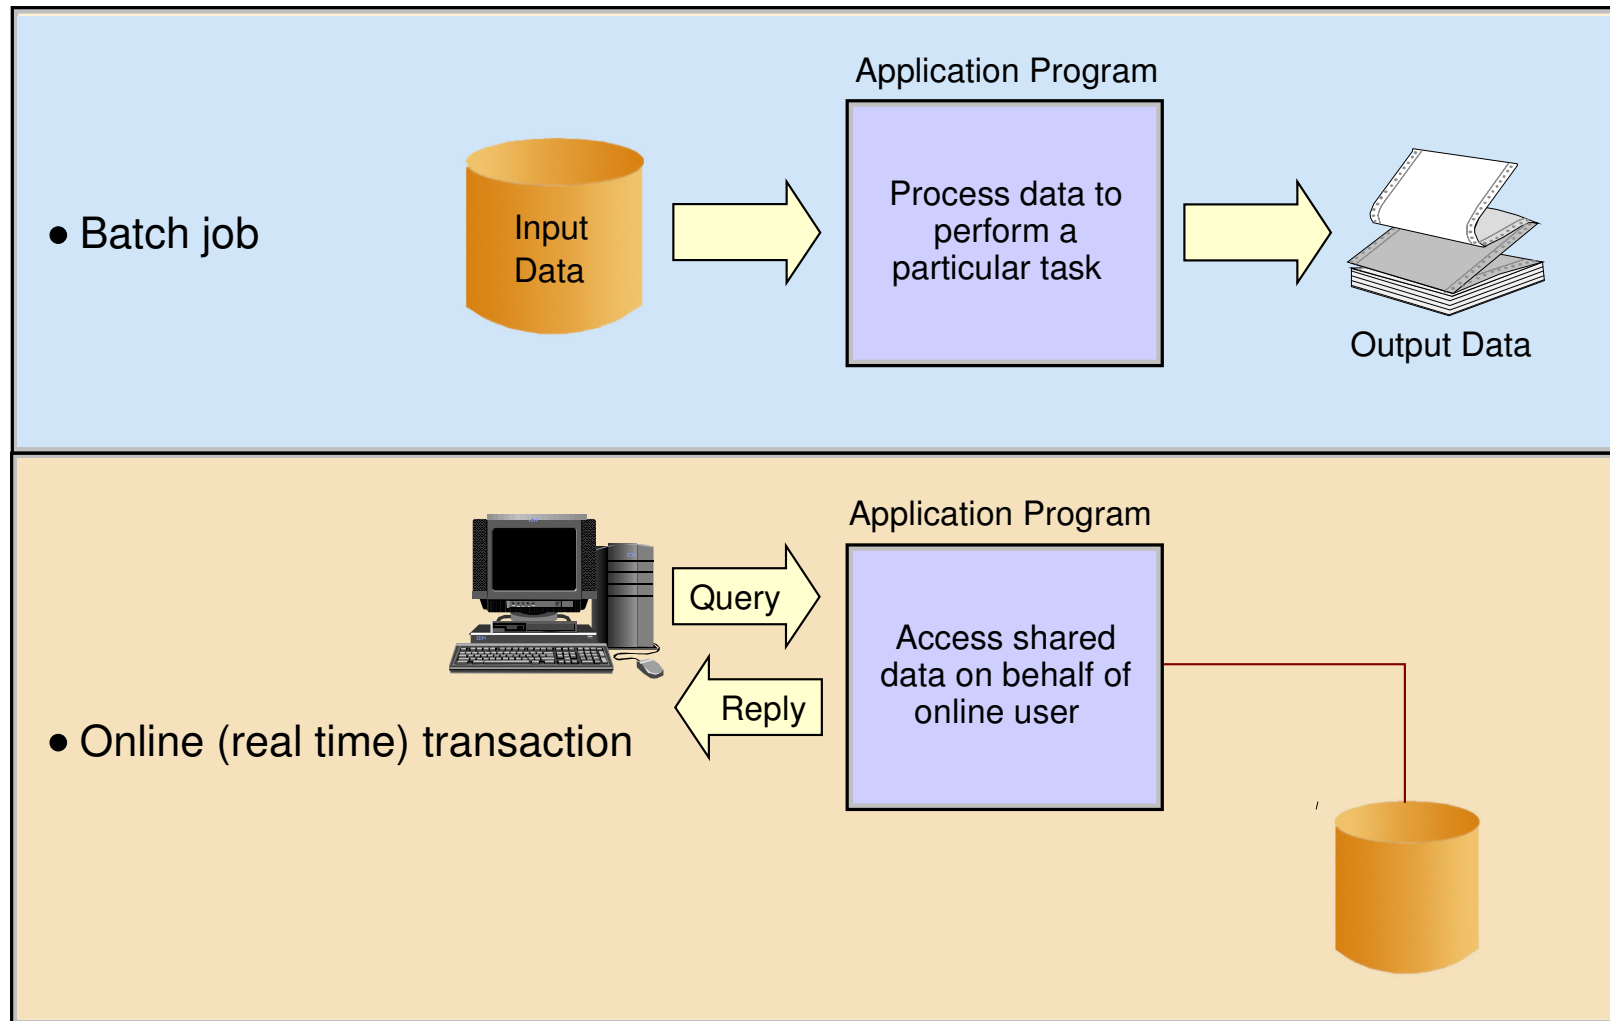 Application Program
Process data to
perform a
particular task
Input
Data
• Batch job
Output Data
Application Program
Query
Access shared
data on behalf of
online user
Reply
• Online (real time) transaction